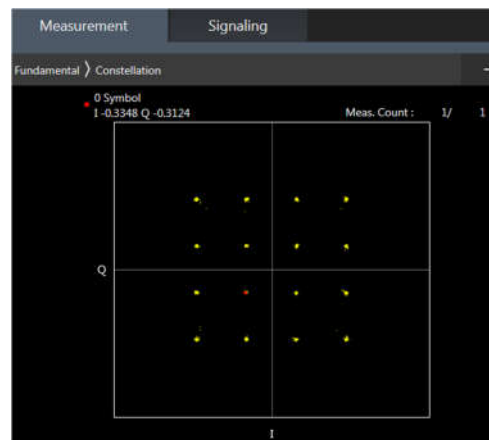 Measurement Signaling
Fundamental 〉 Constellation
0 Symbol
I -0.3348 Q -0.3124 Meas. Count : 1/ 1
Q
I